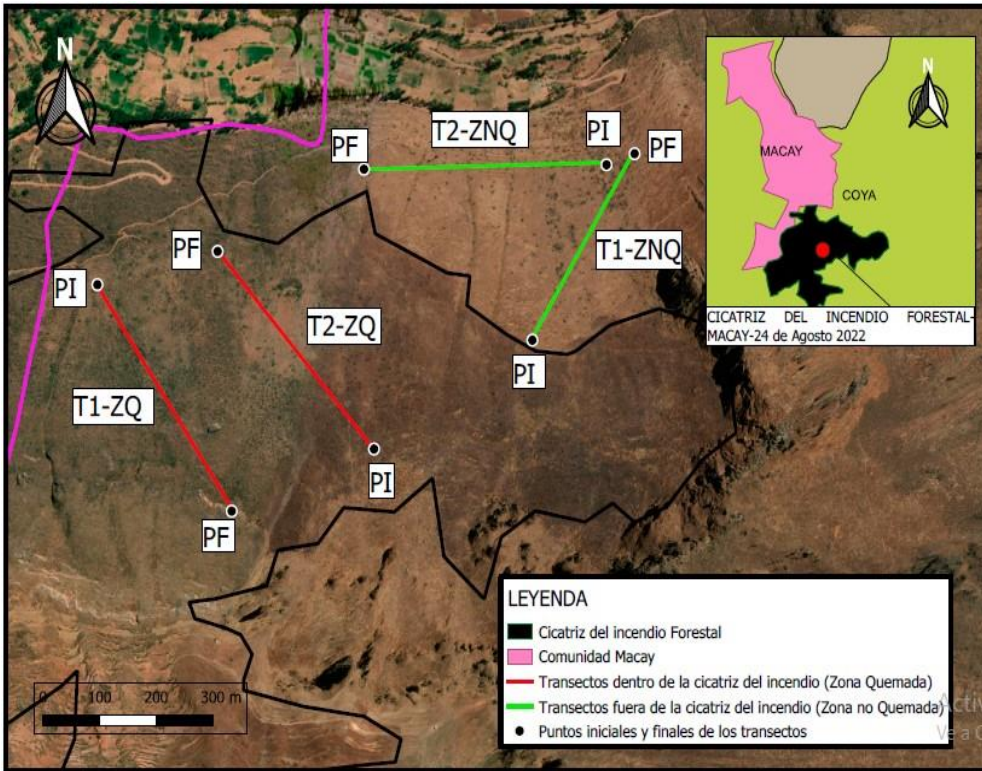 N
T2-ZNQ
PI
PF
PF
T1-ZNQ
PF
PI
T2-ZQ
PI
T1-ZQ
PI
PF
N
MACAY
COYA
CICATRIZ DEL INCENDIO FORESTAL-
MACAY-24 de Agosto 2022
LEYENDA
Cicatriz del incendio Forestal
Comunidad Macay
Transectos dentro de la cicatriz del incendio (Zona Quemada)
Transectos fuera de la cicatriz del incendio (Zona no Quemada)
Puntos iniciales y finales de los transectos
0 100 200 300 m